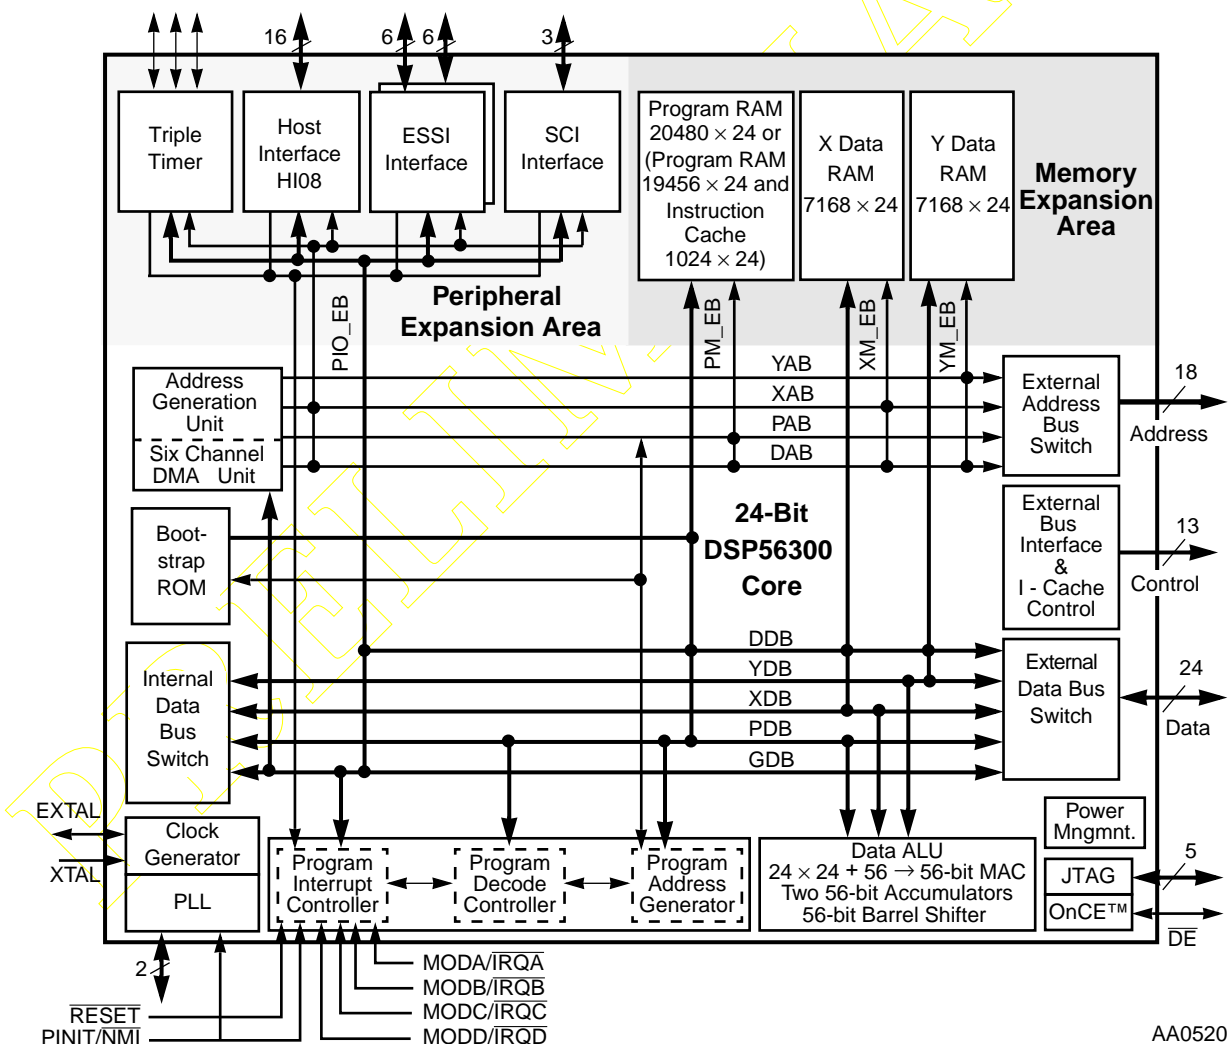 16
6
6
3
Triple
Timer
Host
Interface
HI08
ESSI
Interface
SCI
Interface
Program RAM
20480 × 24 or
(Program RAM
19456 × 24 and
Instruction
Cache
1024 × 24)
X Data
RAM
7168 × 24
Y Data
RAM
7168 × 24
Memory
Expansion
Area
Peripheral
Expansion Area
PIO_EB
PM_EB
XM_EB
YM_EB
Address
Generation
Unit
Six Channel
DMA Unit
YAB
XAB
PAB
DAB
External
Address
Bus
Switch
18
Address
Boot-
strap
ROM
24-Bit
DSP56300
Core
External
Bus
Interface
&
I - Cache
Control
13
Control
Internal
Data
Bus
Switch
DDB
YDB
XDB
PDB
GDB
External
Data Bus
Switch
24
Data
EXTAL
XTAL
Clock
Generator
PLL
2
Program
Interrupt
Controller
Program
Decode
Controller
Program
Address
Generator
Data ALU
24 × 24 + 56 → 56-bit MAC
Two 56-bit Accumulators
56-bit Barrel Shifter
Power
Mngmnt.
JTAG
OnCE™
5
DE
RESET
PINIT/NMI
MODA/IRQA
MODB/IRQB
MODC/IRQC
MODD/IRQD
AA0520